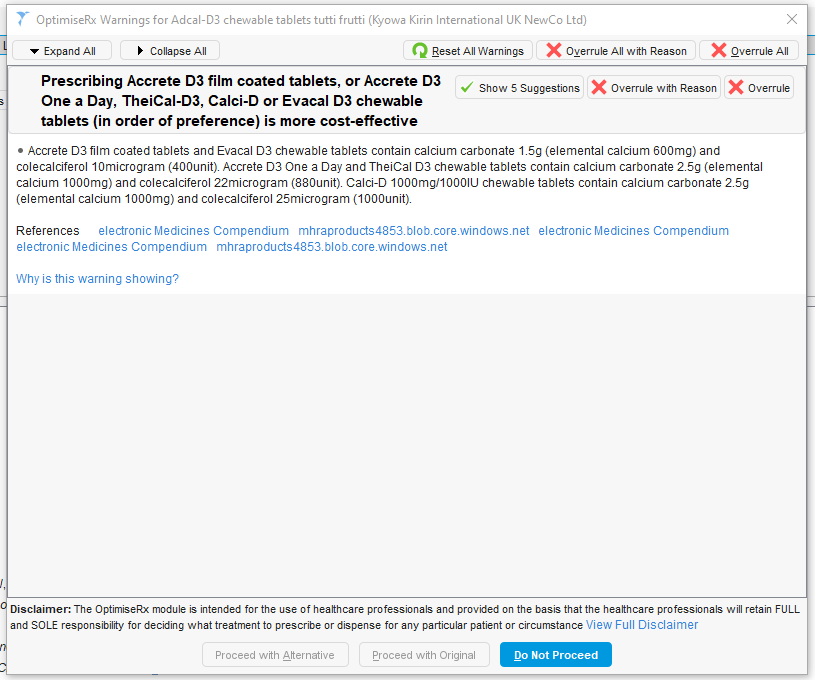 OptimiseRx Warnings for Adcal-D3 chewable tablets tutti frutti (Kyowa Kirin International UK NewCo Ltd)
Expand All Collapse All Reset All Warnings Overrule All with Reason Overrule All
Prescribing Accrete D3 film coated tablets, or Accrete D3
One a Day, TheiCal-D3, Calci-D or Evacal D3 chewable
tablets (in order of preference) is more cost-effective
Show 5 Suggestions Overrule with Reason Overrule
• Accrete D3 film coated tablets and Evacal D3 chewable tablets contain calcium carbonate 1.5g (elemental calcium 600mg) and
colecalciferol 10microgram (400unit). Accrete D3 One a Day and TheiCal D3 chewable tablets contain calcium carbonate 2.5g (elemental
calcium 1000mg) and colecalciferol 22microgram (880unit). Calci-D 1000mg/1000IU chewable tablets contain calcium carbonate 2.5g
(elemental calcium 1000mg) and colecalciferol 25microgram (1000unit).
References electronic Medicines Compendium mhraproducts4853.blob.core.windows.net electronic Medicines Compendium
electronic Medicines Compendium mhraproducts4853.blob.core.windows.net
Why is this warning showing?
Disclaimer: The OptimiseRx module is intended for the use of healthcare professionals and provided on the basis that the healthcare professionals will retain FULL
and SOLE responsibility for deciding what treatment to prescribe or dispense for any particular patient or circumstance View Full Disclaimer
Proceed with Alternative Proceed with Original Do Not Proceed